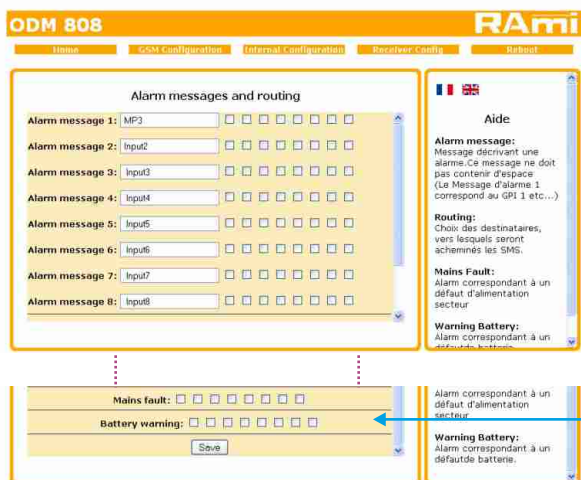 ODM 808
RAmi
Home
GSM Configuration
Internal Configuration
Receiver Config
Reboot
Alarm messages and routing
Alarm message 1: MP3
Alarm message 2: Input2
Alarm message 3: Input3
Alarm message 4: Input4
Alarm message 5: Input5
Alarm message 6: Input6
Alarm message 7: Input7
Alarm message 8: Input8
Aide
Alarm message:
Message décrivant une
alarme.Ce message ne doit
pas contenir d'espace
(Le Message d'alarme 1
correspond au GPI 1 etc...)
Routing:
Choix des destinataires,
vers lesquels seront
acheminés les SMS.
Mains Fault:
Alarm correspondant à un
défaut d'alimentation
secteur
Warning Battery:
Alarm correspondant à un
défautde batterie.
Mains fault:
Battery warning:
Save
Alarm correspondant à un
défaut d'alimentation
secteur
Warning Battery:
Alarm correspondant à un
défautde batterie.